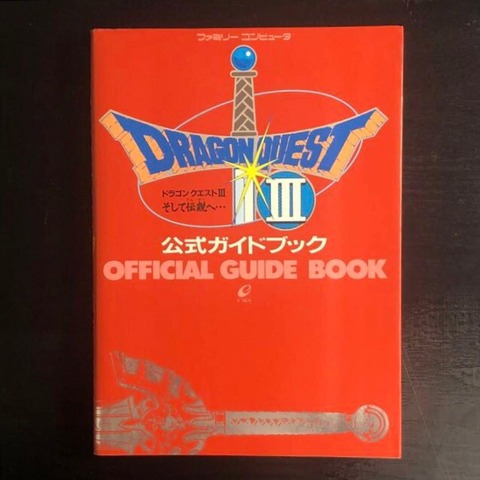 ファミリーコンピュータ
DRAGON QUEST
III
ドラゴンクエストIII
そして伝説へ…
公式ガイドブック
OFFICIAL GUIDE BOOK